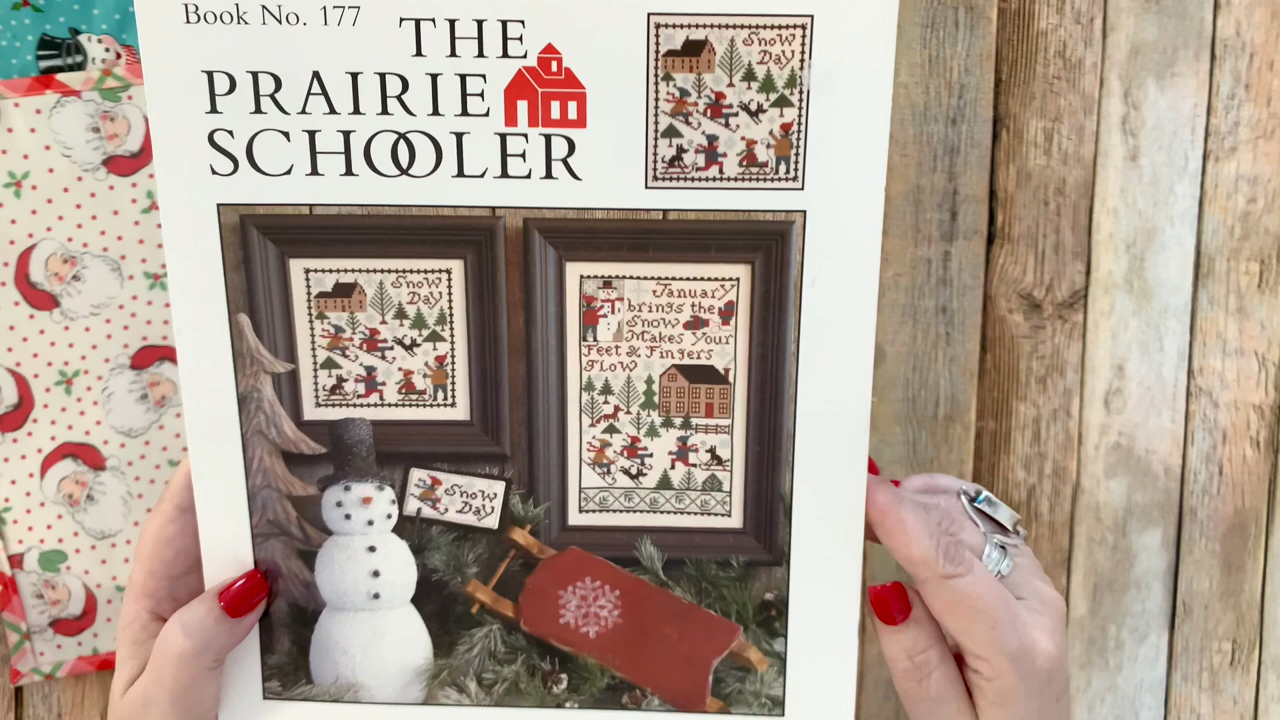 Book No. 177
THE
PRAIRIE
SCHOOLER
Snow
Day
Snow
Day
January
brings the
Snow
Makes Your
Feet & Fingers
glow
Snow
Day